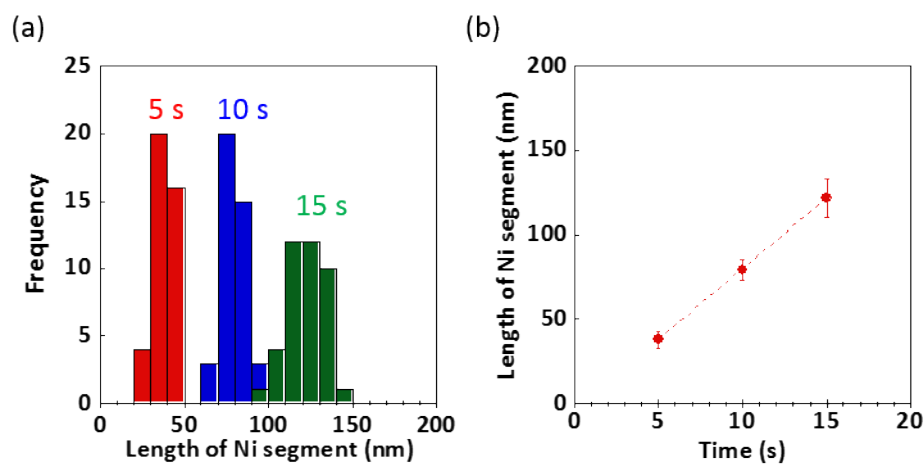 (a)
25
20
15
10
5
0
Frequency
5 s
10 s
15 s
0 50 100 150 200
Length of Ni segment (nm)
(b)
200
150
100
50
0
Length of Ni segment (nm)
0 5 10 15 20
Time (s)